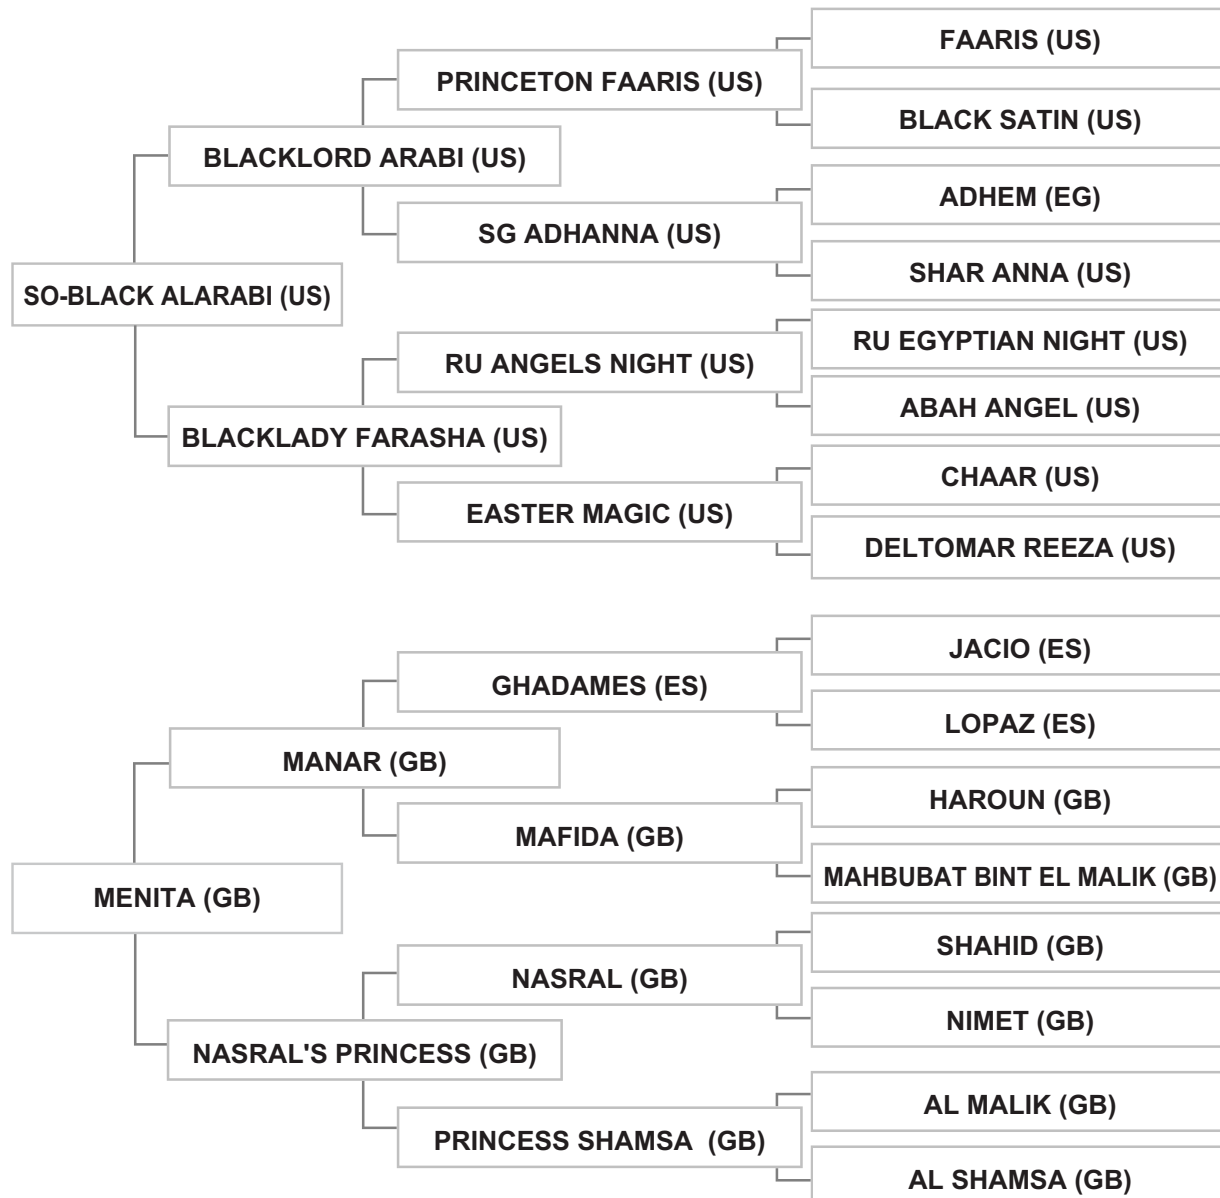 FAARIS (US)
PRINCETON FAARIS (US)
BLACK SATIN (US)
BLACKLORD ARABI (US)
ADHEM (EG)
SG ADHANNA (US)
SHAR ANNA (US)
SO-BLACK ALARABI (US)
RU EGYPTIAN NIGHT (US)
RU ANGELS NIGHT (US)
ABAH ANGEL (US)
BLACKLADY FARASHA (US)
CHAAR (US)
EASTER MAGIC (US)
DELTOMAR REEZA (US)
JACIO (ES)
GHADAMES (ES)
LOPAZ (ES)
MANAR (GB)
HAROUN (GB)
MAFIDA (GB)
MAHBUBAT BINT EL MALIK (GB)
MENITA (GB)
SHAHID (GB)
NASRAL (GB)
NIMET (GB)
NASRAL'S PRINCESS (GB)
AL MALIK (GB)
PRINCESS SHAMSA (GB)
AL SHAMSA (GB)